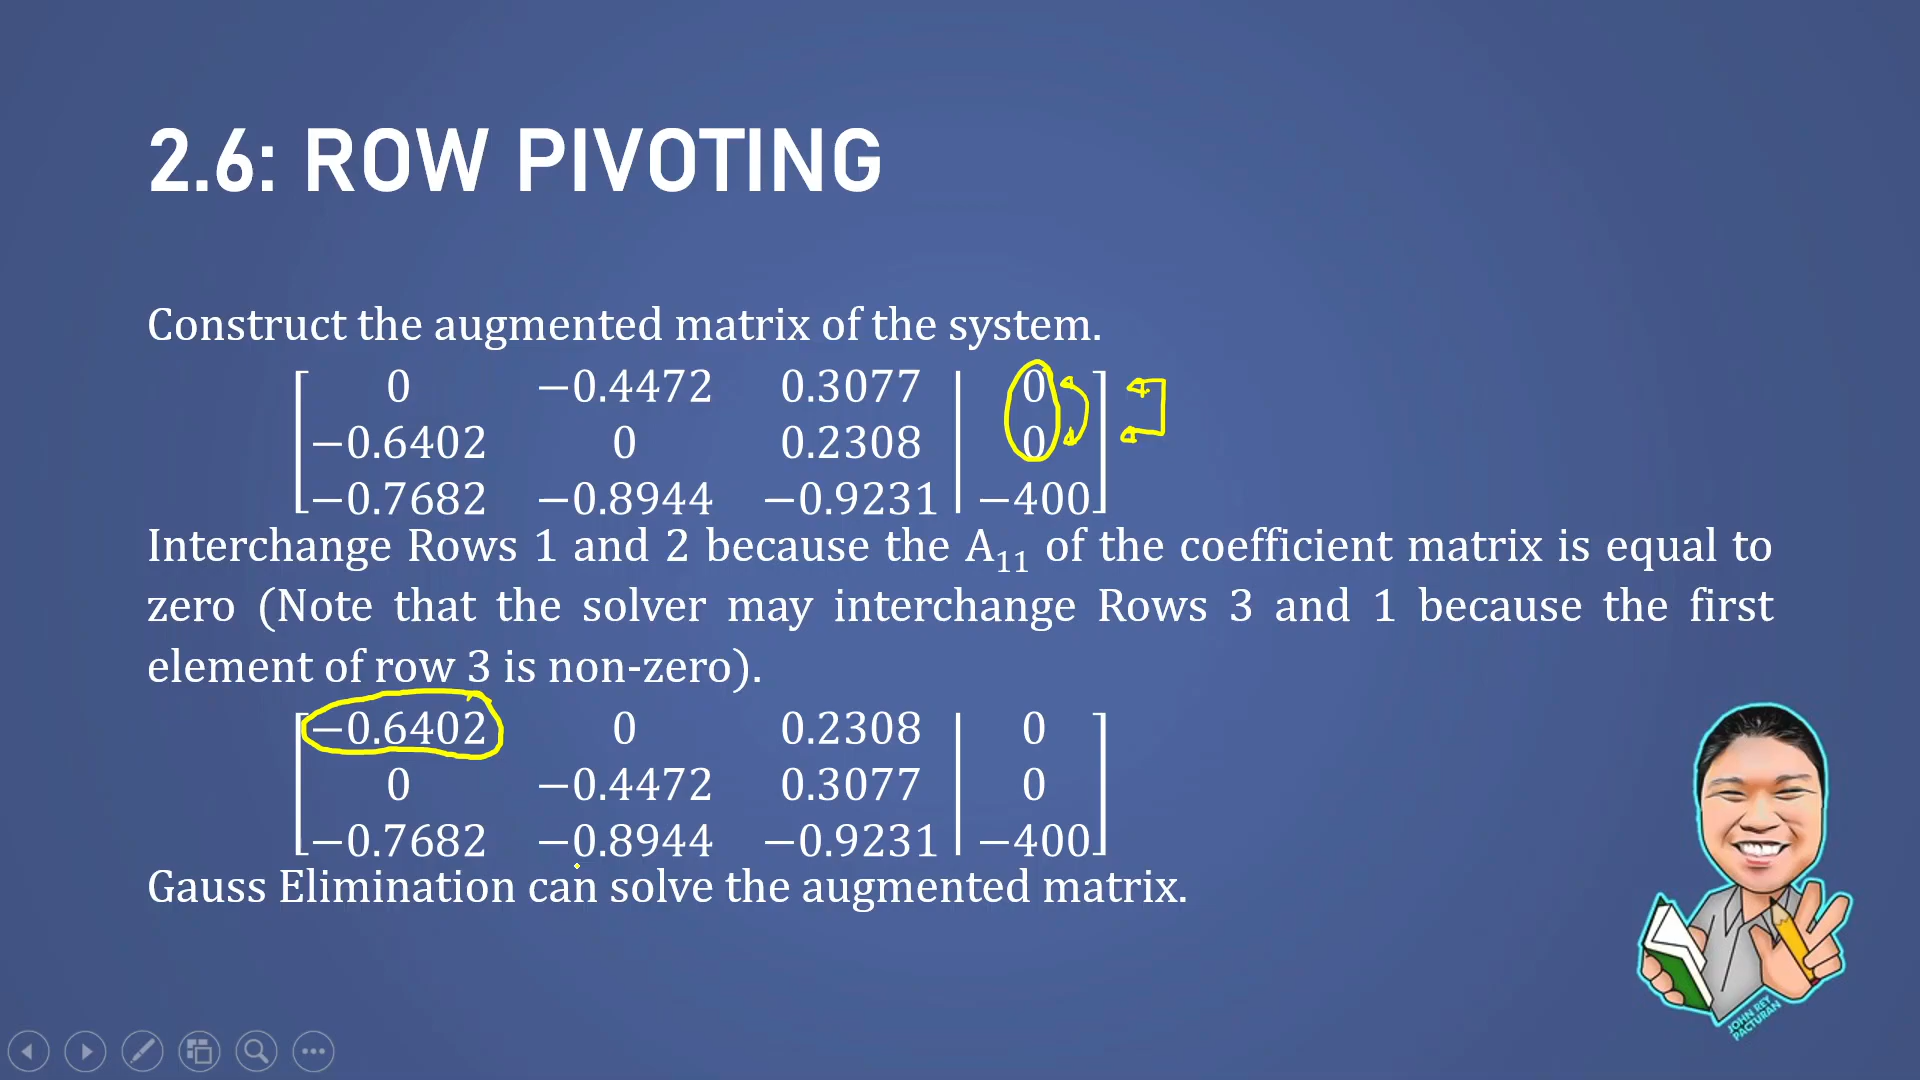 2.6: ROW PIVOTING
Construct the augmented matrix of the system.
0 −0.4472 0.3077 | 0
−0.6402 0 0.2308 | 0
−0.7682 −0.8944 −0.9231 | −400
Interchange Rows 1 and 2 because the A₁₁ of the coefficient matrix is equal to
zero (Note that the solver may interchange Rows 3 and 1 because the first
element of row 3 is non-zero).
−0.6402 0 0.2308 | 0
0 −0.4472 0.3077 | 0
−0.7682 −0.8944 −0.9231 | −400
Gauss Elimination can solve the augmented matrix.
JOHN REY
PACTURAN